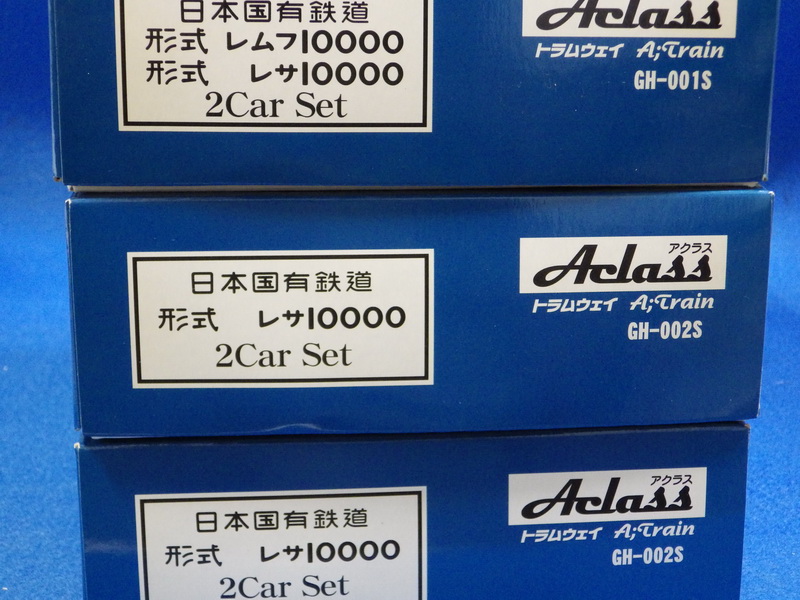 日本国有鉄道
形式 レムフ10000
形式 レサ10000
2Car Set
Aclass
トラムウェイ A;Train
GH-001S
日本国有鉄道
形式 レサ10000
2Car Set
アクラス
Aclass
トラムウェイ A;Train
GH-002S
日本国有鉄道
形式 レサ10000
2Car Set
アクラス
Aclass
トラムウェイ A;Train
GH-002S